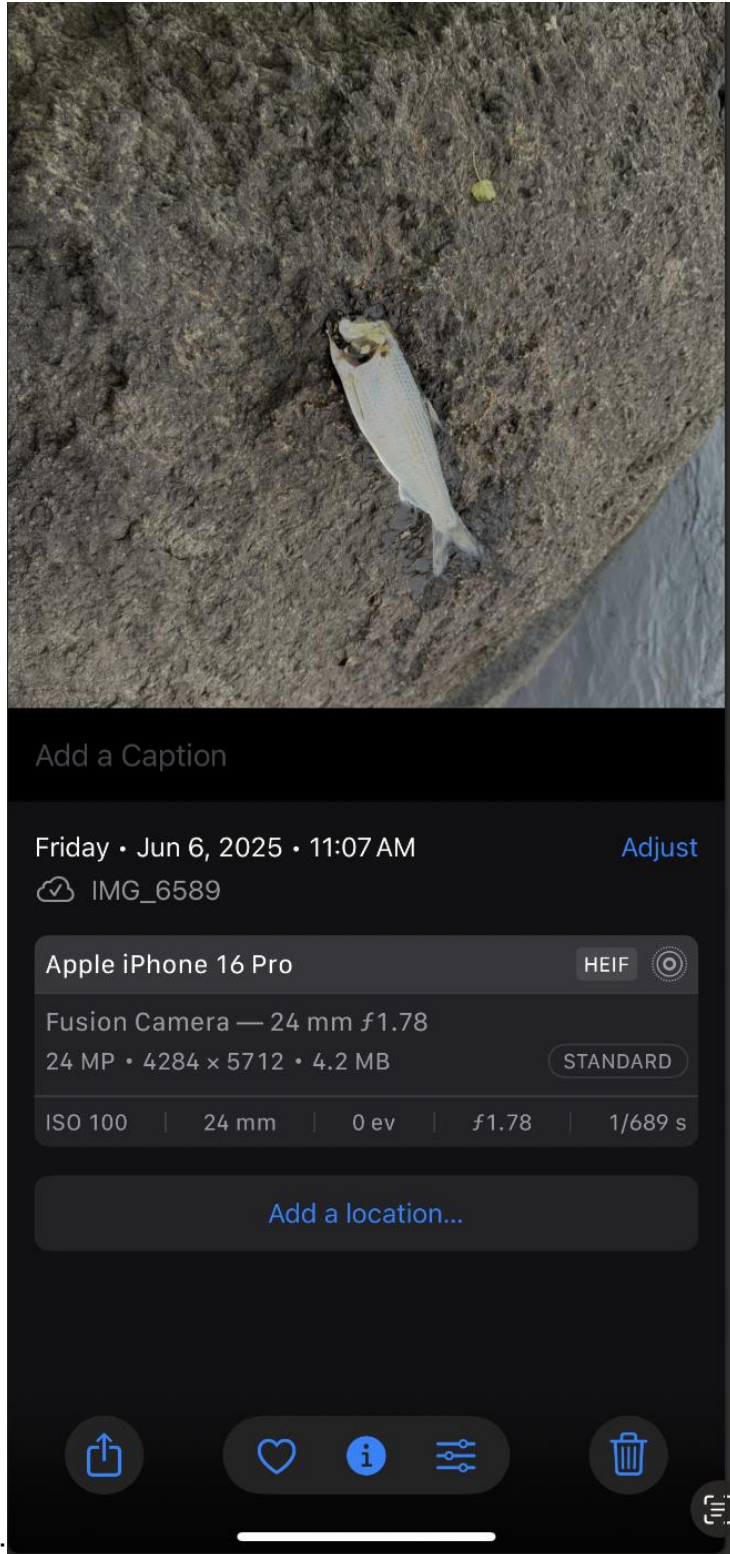 Add a Caption
Friday • Jun 6, 2025 • 11:07 AM
Adjust
IMG_6589
Apple iPhone 16 Pro
HEIF
Fusion Camera — 24 mm ƒ1.78
24 MP • 4284 × 5712 • 4.2 MB
STANDARD
ISO 100 | 24 mm | 0 ev | ƒ1.78 | 1/689 s
Add a location...